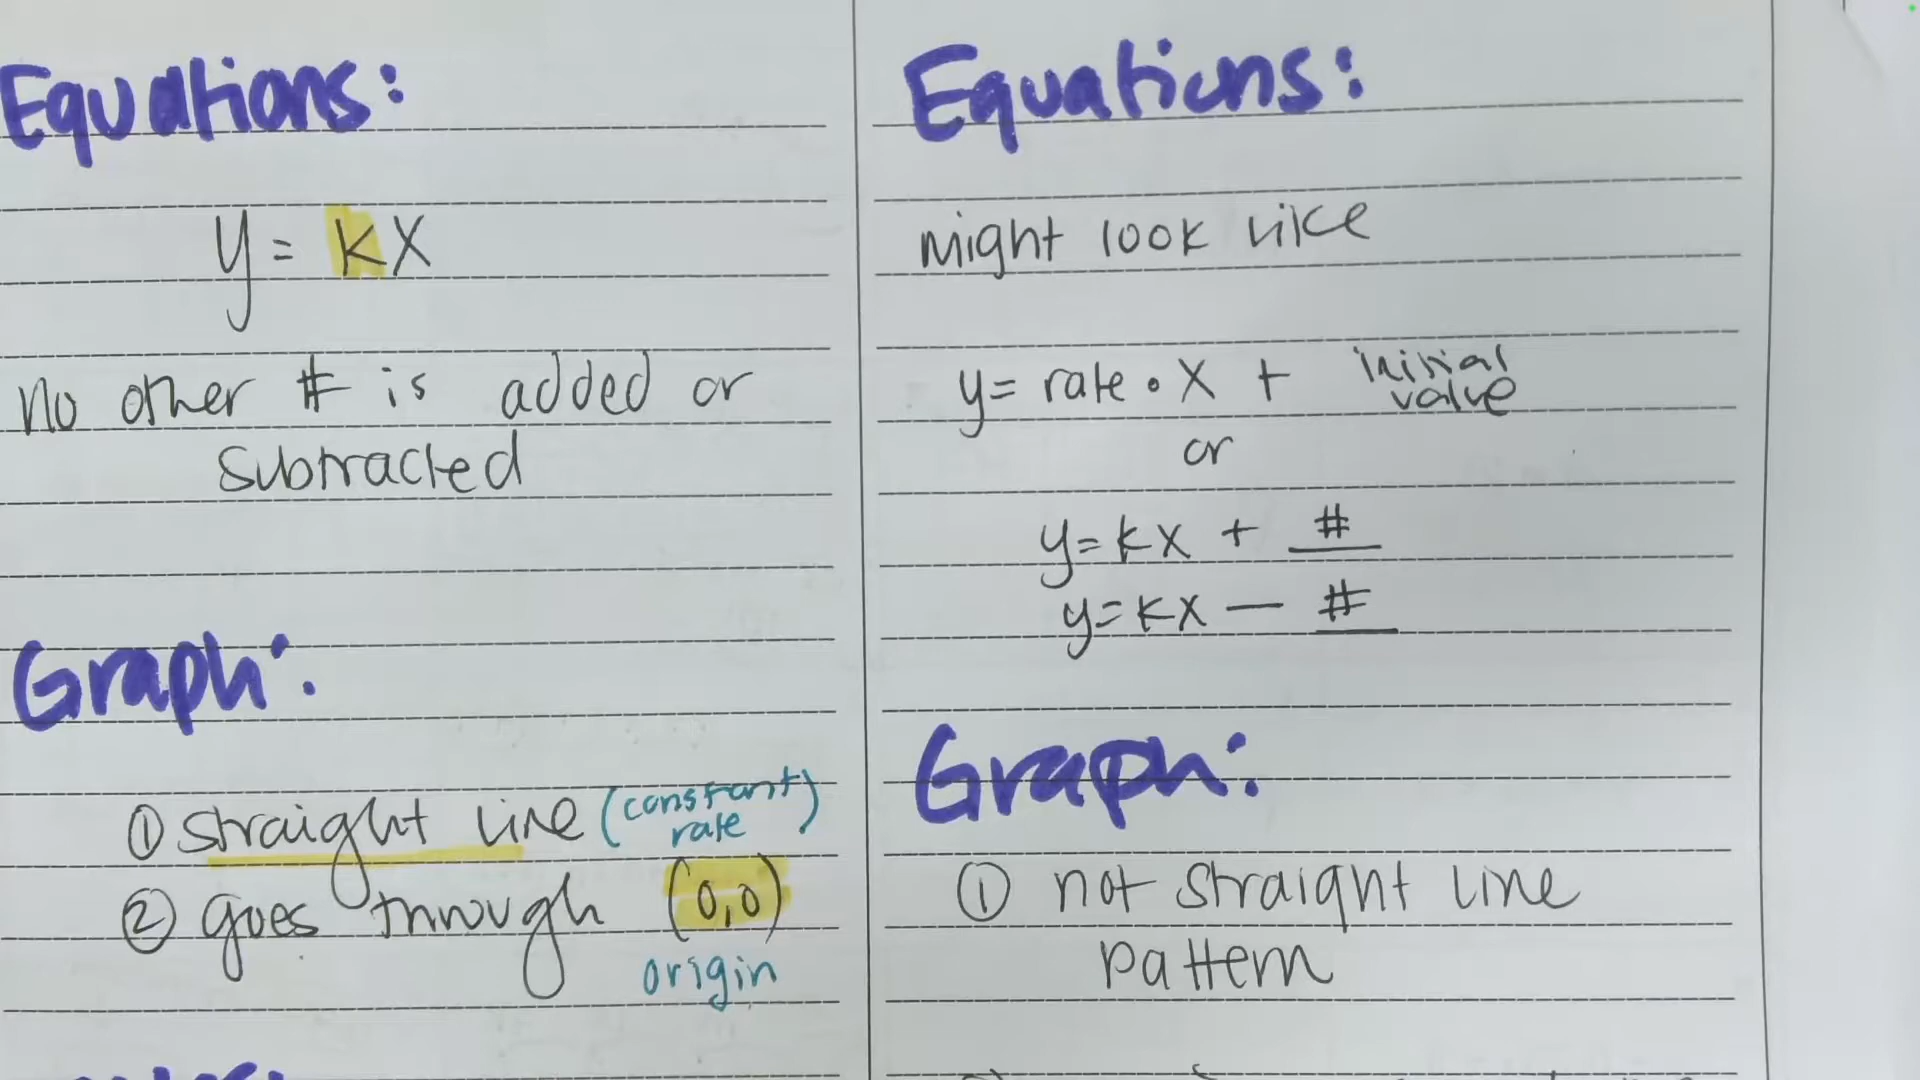 Equations:
y = kx
no other # is added or
subtracted
Graph:
① straight line (constant
rate)
② goes through (0,0)
origin
Equations:
might look like
y = rate • x + initial
value
or
y = kx + #
y = kx - #
Graph:
① not straight line
pattern